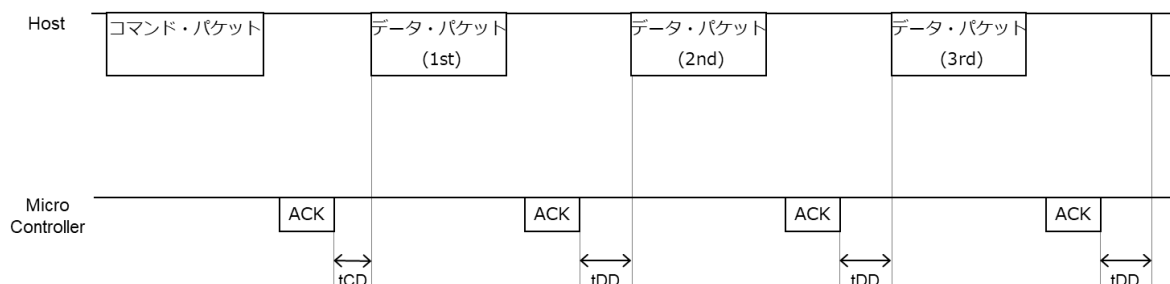 Host
コマンド・パケット
データ・パケット
(1st)
データ・パケット
(2nd)
データ・パケット
(3rd)
Micro
Controller
ACK
ACK
ACK
ACK
tCD
tDD
tDD
tDD